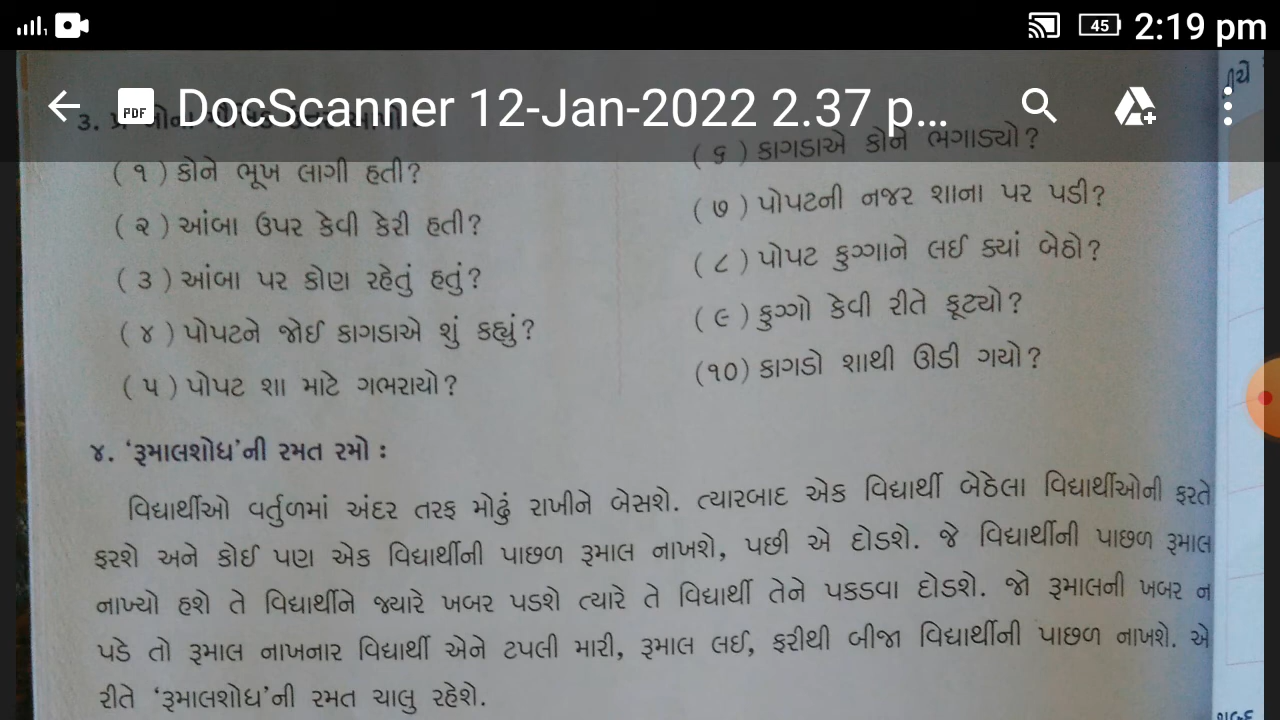 2:19 pm
45
PDF DocScanner 12-Jan-2022 2.37 p...
૩.
(૧) કોને ભૂખ લાગી હતી?
(૨) આંબા ઉપર કેવી કેરી હતી?
(૩) આંબા પર કોણ રહેતું હતું?
(૪) પોપટને જોઈ કાગડાએ શું કહ્યું?
(૫) પોપટ શા માટે ગભરાયો?
(૬) કાગડાએ કોને ભગાડ્યો?
(૭) પોપટની નજર શાના પર પડી?
(૮) પોપટ ફુગ્ગાને લઈ ક્યાં બેઠો?
(૯) ફુગ્ગો કેવી રીતે ફૂટ્યો?
(૧૦) કાગડો શાથી ઊડી ગયો?
૪. ‘રૂમાલશોધ’ની રમત રમો :
વિદ્યાર્થીઓ વર્તુળમાં અંદર તરફ મોઢું રાખીને બેસશે. ત્યારબાદ એક વિદ્યાર્થી બેઠેલા વિદ્યાર્થીઓની ફરતે
ફરશે અને કોઈ પણ એક વિદ્યાર્થીની પાછળ રૂમાલ નાખશે, પછી એ દોડશે. જે વિદ્યાર્થીની પાછળ રૂમાલ
નાખ્યો હશે તે વિદ્યાર્થીને જ્યારે ખબર પડશે ત્યારે તે વિદ્યાર્થી તેને પકડવા દોડશે. જો રૂમાલની ખબર ન
પડે તો રૂમાલ નાખનાર વિદ્યાર્થી એને ટપલી મારી, રૂમાલ લઈ, ફરીથી બીજા વિદ્યાર્થીની પાછળ નાખશે. એ
રીતે ‘રૂમાલશોધ’ની રમત ચાલુ રહેશે.